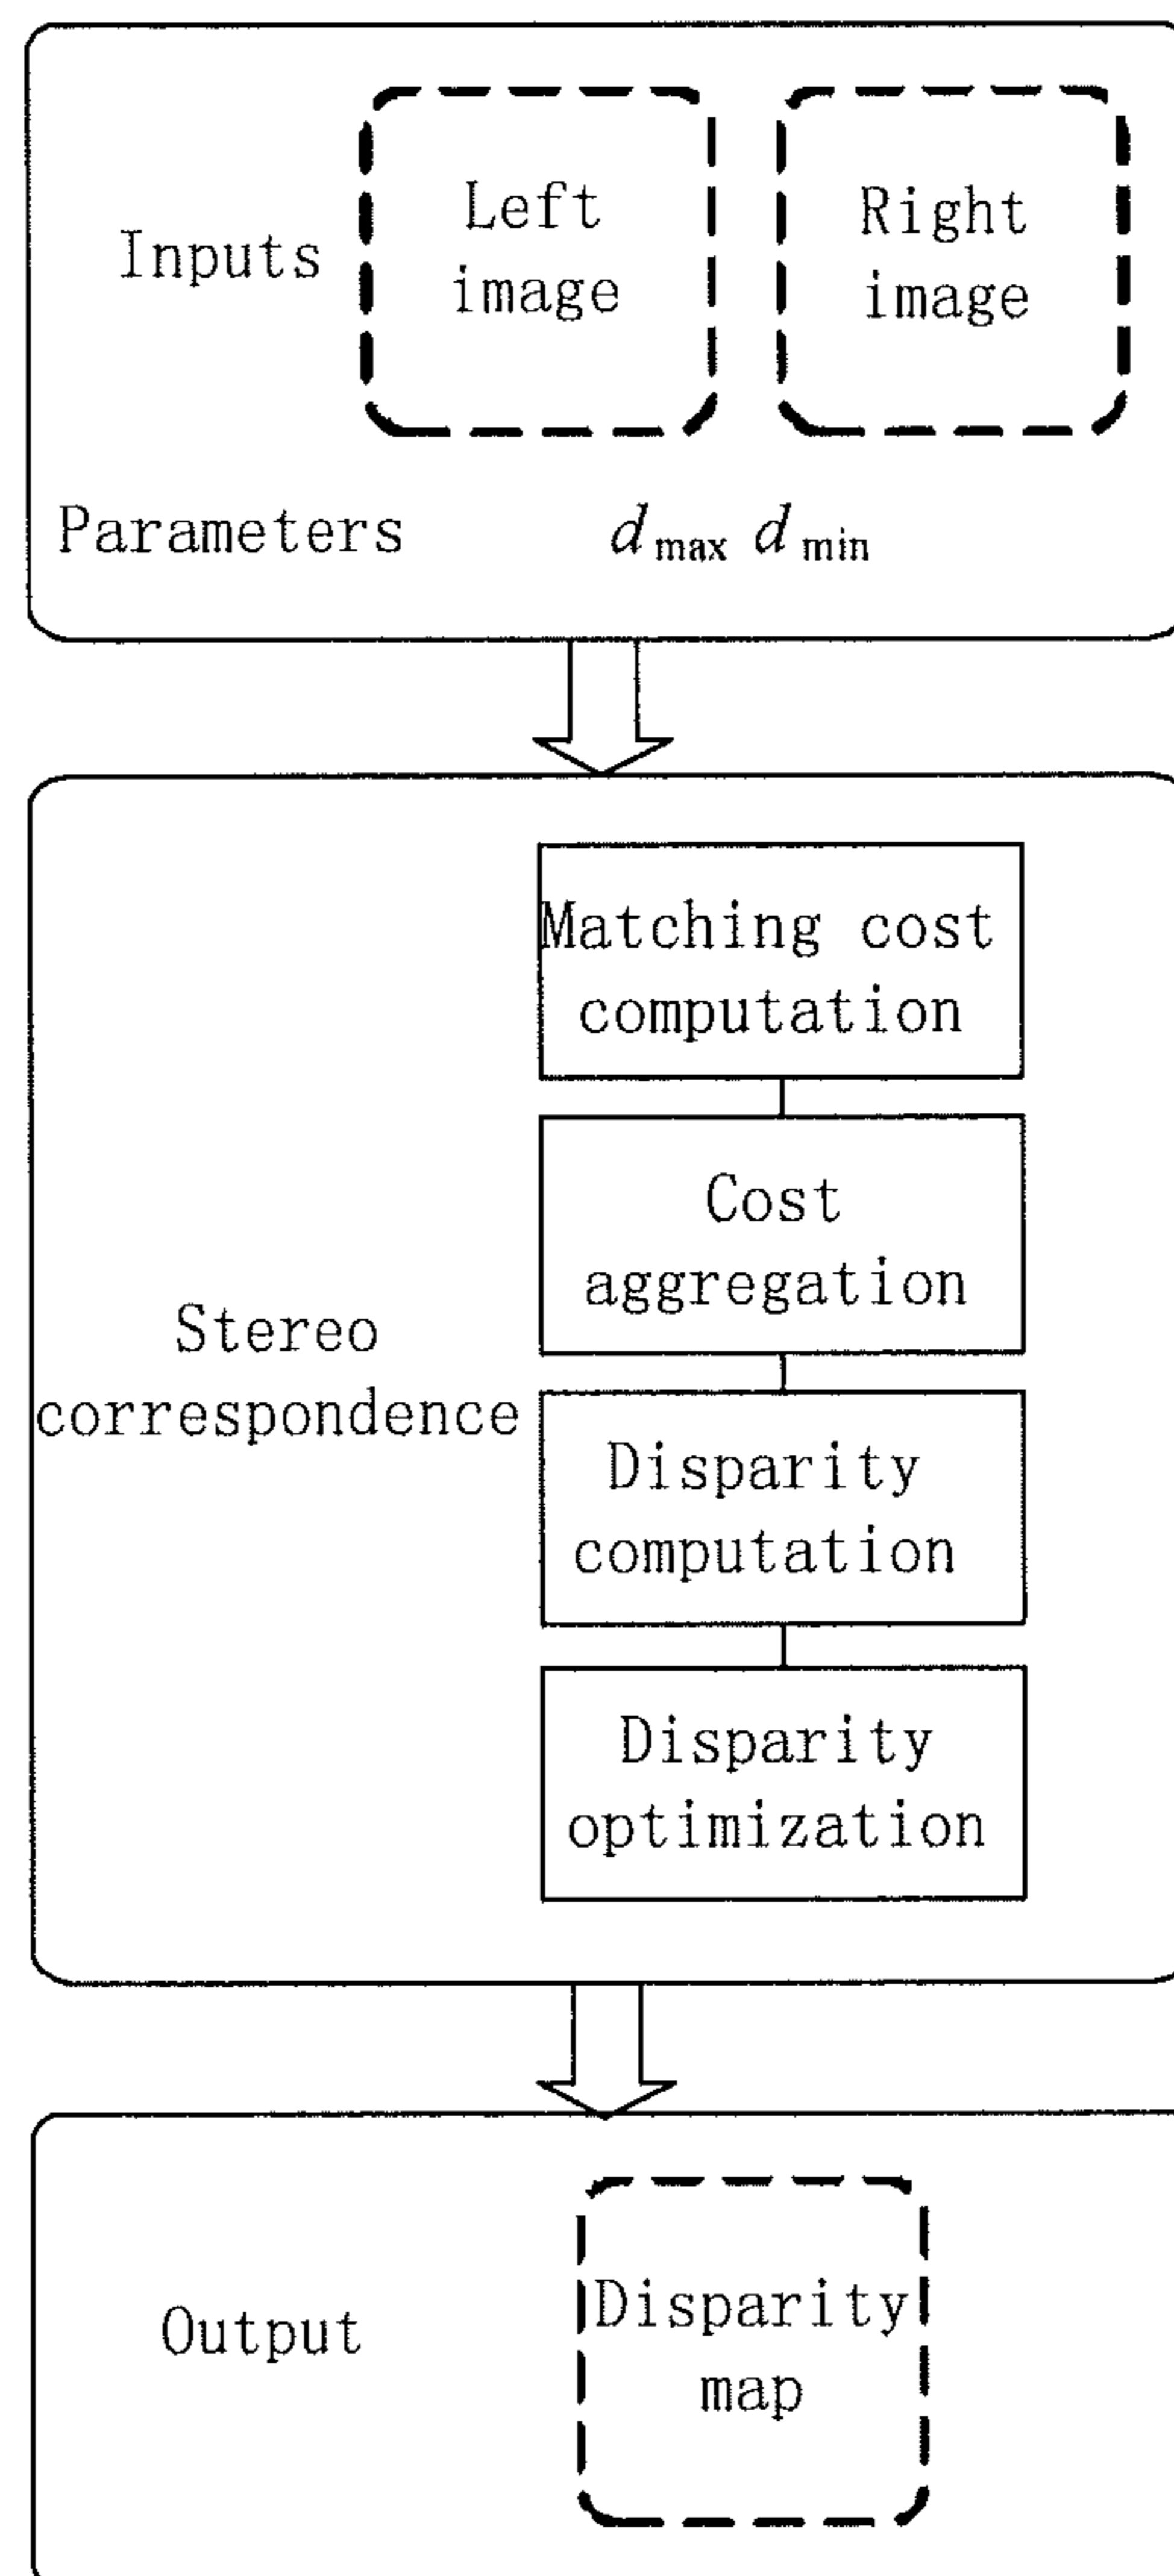 Inputs
Left
image
Right
image
Parameters
d max d min
Matching cost
computation
Cost
aggregation
Stereo
correspondence
Disparity
computation
Disparity
optimization
Output
Disparity
map